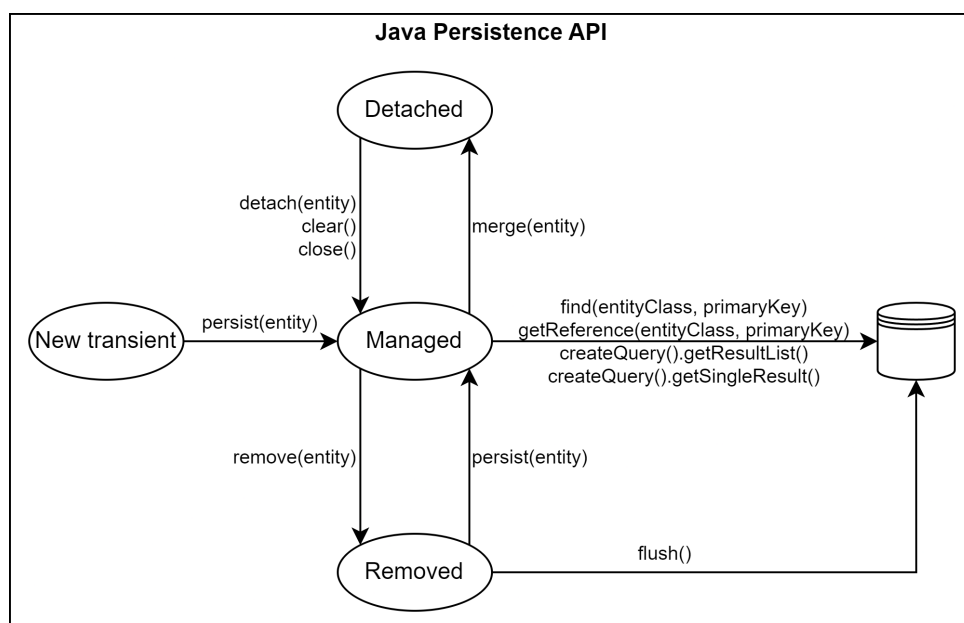 Java Persistence API
Detached
detach(entity)
clear()
close()
merge(entity)
New transient
persist(entity)
Managed
find(entityClass, primaryKey)
getReference(entityClass, primaryKey)
createQuery().getResultList()
createQuery().getSingleResult()
remove(entity)
persist(entity)
Removed
flush()